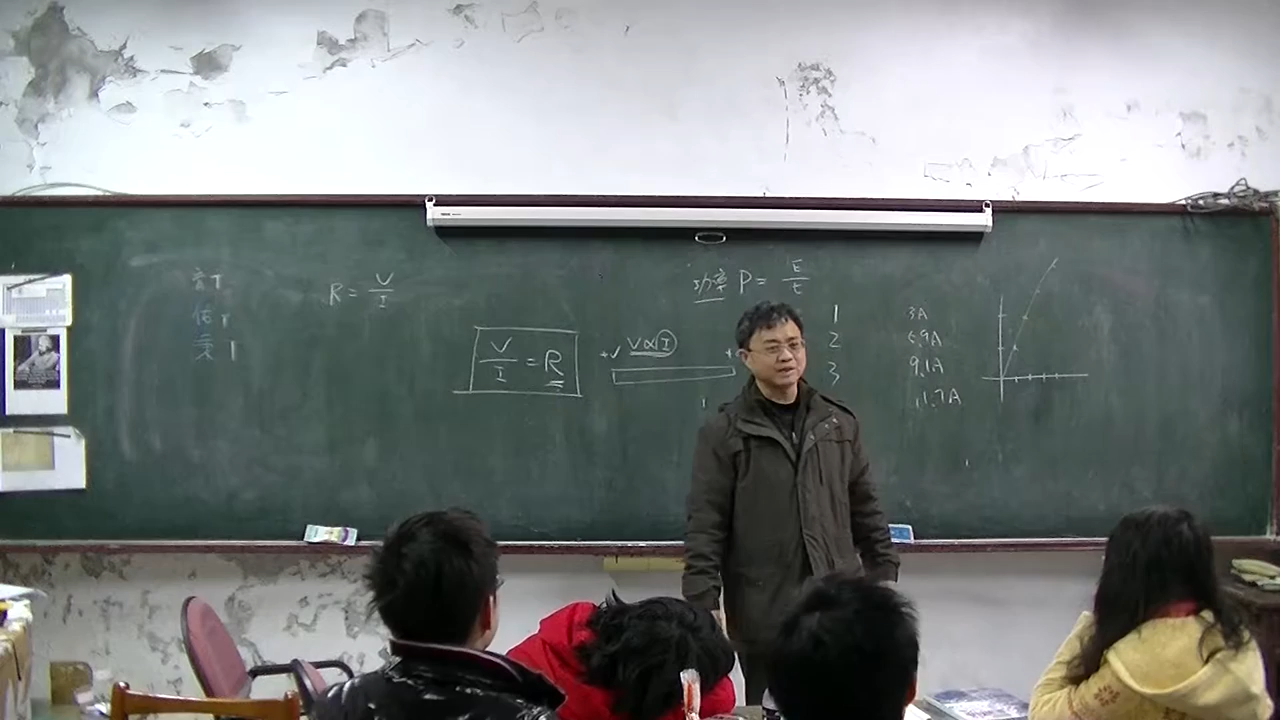 R = V/I
V/I = R
功率 P = E/t
+ V V∝I
1 3A
2 6.9A
3 9.1A
11.7A